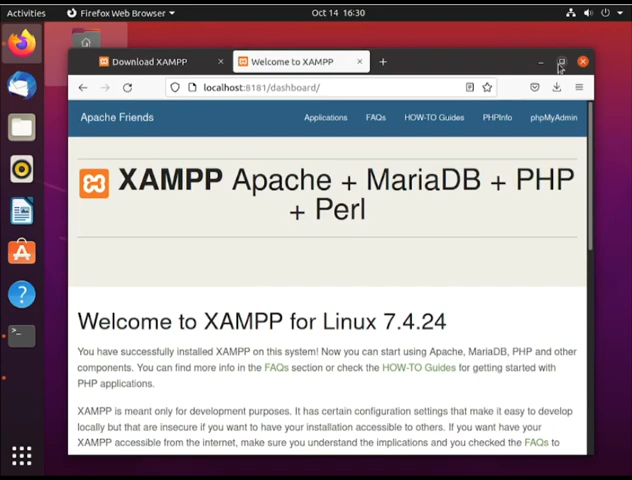 Activities
Firefox Web Browser
Oct 14 16:30
Download XAMPP
Welcome to XAMPP
localhost:8181/dashboard/
Apache Friends
Applications
FAQs
HOW-TO Guides
PHPInfo
phpMyAdmin
XAMPP Apache + MariaDB + PHP
+ Perl
Welcome to XAMPP for Linux 7.4.24
You have successfully installed XAMPP on this system! Now you can start using Apache, MariaDB, PHP and other
components. You can find more info in the FAQs section or check the HOW-TO Guides for getting started with
PHP applications.
XAMPP is meant only for development purposes. It has certain configuration settings that make it easy to develop
locally but that are insecure if you want to have your installation accessible to others. If you want have your
XAMPP accessible from the internet, make sure you understand the implications and you checked the FAQs to